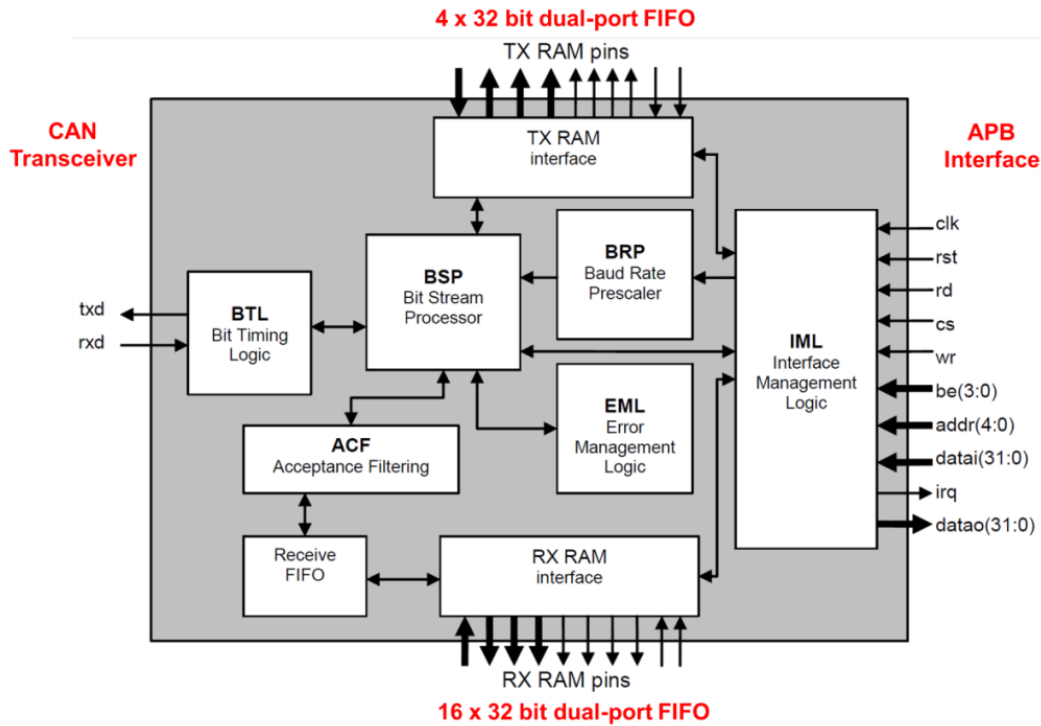 4 x 32 bit dual-port FIFO
TX RAM pins
CAN
Transceiver
APB
Interface
TX RAM
interface
clk
rst
rd
cs
wr
be(3:0)
addr(4:0)
datai(31:0)
irq
datao(31:0)
BRP
Baud Rate
Prescaler
BSP
Bit Stream
Processor
txd
rxd
BTL
Bit Timing
Logic
IML
Interface
Management
Logic
EML
Error
Management
Logic
ACF
Acceptance Filtering
Receive
FIFO
RX RAM
interface
RX RAM pins
16 x 32 bit dual-port FIFO